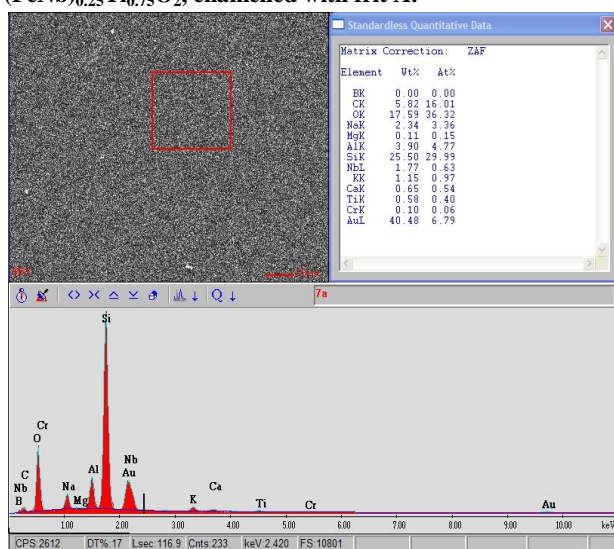 (FeNb)0.25Ti0.75O2, enamelled with frit A.
Standardless Quantitative Data
Matrix Correction: ZAF
Element Wt% At%
BK 0.00 0.00
CK 5.82 16.01
OK 17.59 36.32
NaK 2.34 3.36
MgK 0.11 0.15
AlK 3.90 4.77
SiK 25.50 29.99
NbL 1.77 0.63
KK 1.15 0.97
CaK 0.65 0.54
TiK 0.58 0.40
CrK 0.10 0.06
AuL 40.48 6.79
Q
7a
Si
Cr
O
C
Nb
B
Na
Mg
Al
Nb
Au
K
Ca
Ti
Cr
Au
1.00 2.00 3.00 4.00 5.00 6.00 7.00 8.00 9.00 10.00 keV
CPS:2612 DT%:17 Lsec:116.9 Cnts:233 keV:2.420 FS:10801